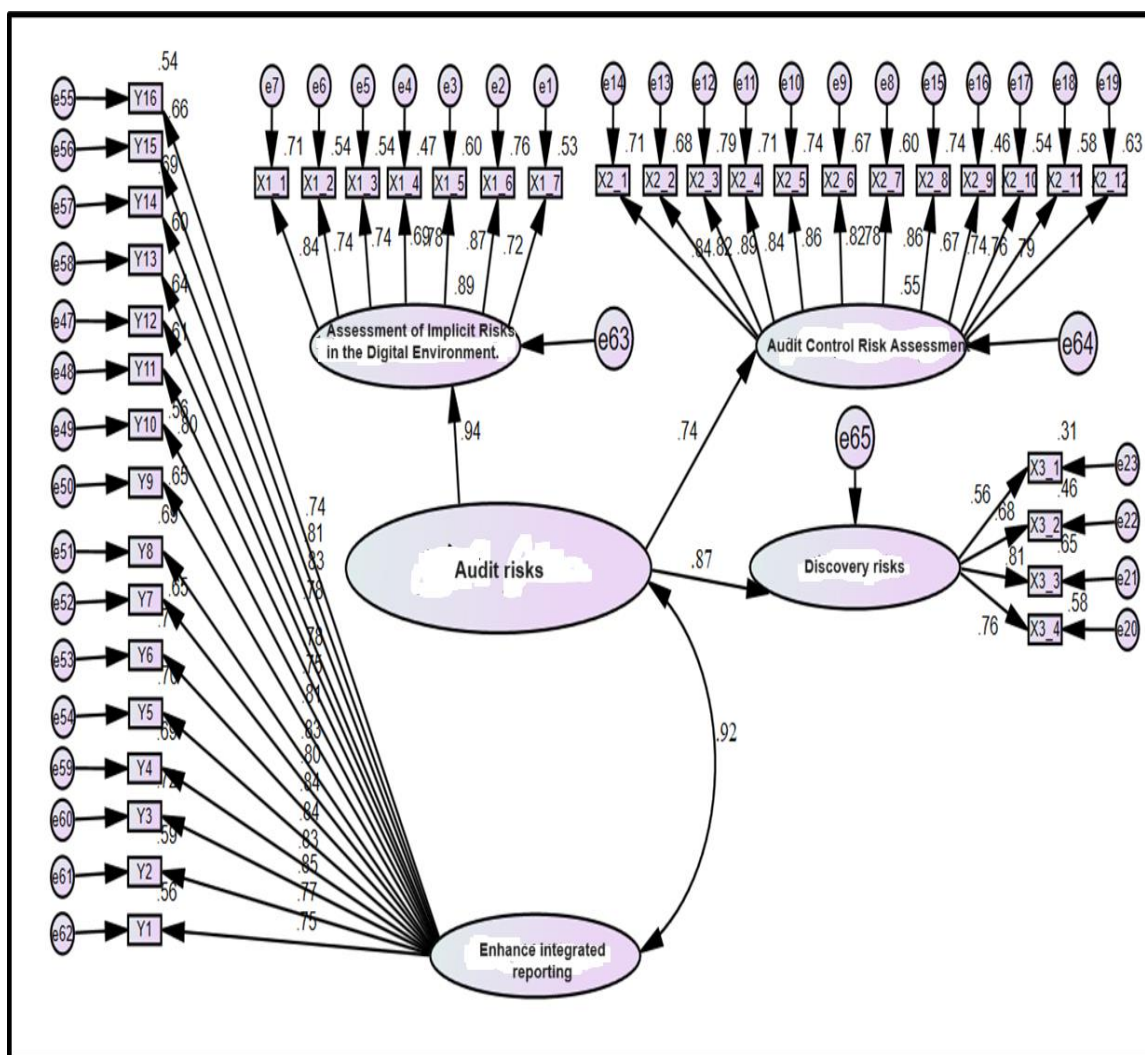 .54
e55 Y16
.66
e56 Y15
.69
e57 Y14
.60
e58 Y13
.64
e47 Y12
.61
e48 Y11
.56
.80
e49 Y10
.65
e50 Y9
.69
e51 Y8
.65
e52 Y7
e53 Y6
.70
e54 Y5
.69
e59 Y4
.72
e60 Y3
.59
e61 Y2
.56
e62 Y1
e7 e6 e5 e4 e3 e2 e1
.71 .54 .54 .47 .60 .76 .53
X1_1 X1_2 X1_3 X1_4 X1_5 X1_6 X1_7
.84 .74 .74 .69 .78 .87 .72
.89
Assessment of Implicit Risks
in the Digital Environment.
e63
e14 e13 e12 e11 e10 e9 e8 e15 e16 e17 e18 e19
.71 .68 .79 .71 .74 .67 .60 .74 .46 .54 .58 .63
X2_1 X2_2 X2_3 X2_4 X2_5 X2_6 X2_7 X2_8 X2_9 X2_10 X2_11 X2_12
.84 .82 .89 .84 .86 .82 .78 .86 .67 .74 .76 .79
.55
Audit Control Risk Assessment
e64
.94
.74
e65
.87
Audit risks
Discovery risks
.31
X3_1 e23
.56
.46
.68
X3_2 e22
.65
.81
X3_3 e21
.58
.76
X3_4 e20
.92
.74
.81
.83
.78
.78
.75
.81
.83
.80
.84
.84
.83
.85
.77
.75
Enhance integrated
reporting